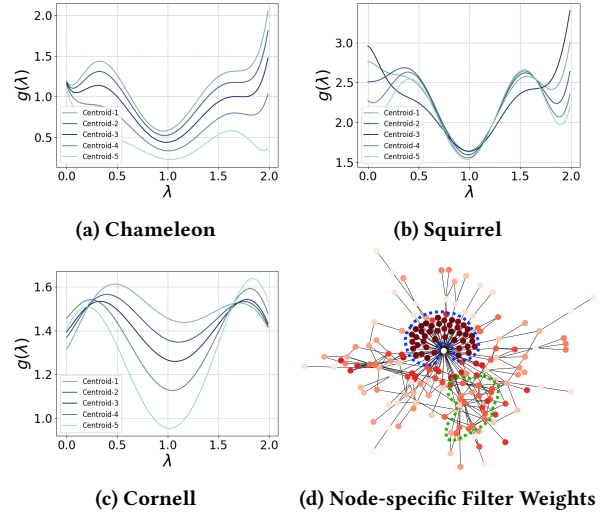 2.0
1.5
1.0
0.5
g(λ)
Centroid-1
Centroid-2
Centroid-3
Centroid-4
Centroid-5
0.0 0.5 1.0 1.5 2.0
λ
(a) Chameleon
3.0
2.5
2.0
1.5
g(λ)
Centroid-1
Centroid-2
Centroid-3
Centroid-4
Centroid-5
0.0 0.5 1.0 1.5 2.0
λ
(b) Squirrel
1.6
1.4
1.2
1.0
g(λ)
Centroid-1
Centroid-2
Centroid-3
Centroid-4
Centroid-5
0.0 0.5 1.0 1.5 2.0
λ
(c) Cornell
(d) Node-specific Filter Weights